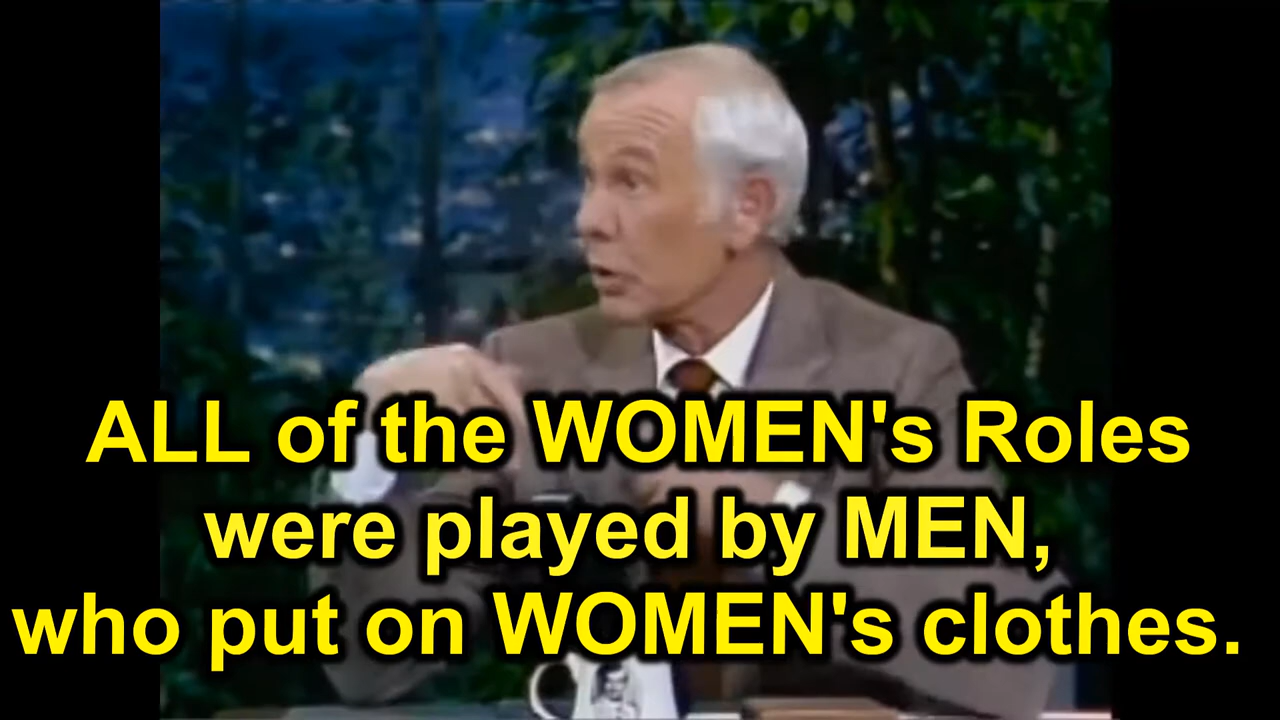 ALL of the WOMEN's Roles
were played by MEN,
who put on WOMEN's clothes.